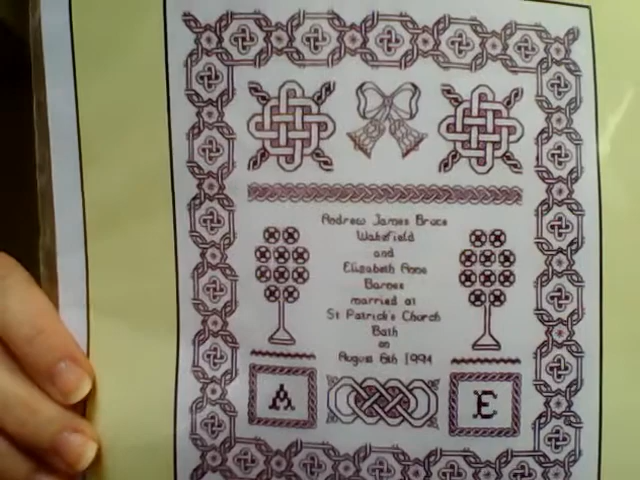 Andrew James Bruce
Wakefield
and
Elizabeth Anne
Barnes
married at
St Patrick's Church
Bath
on
August 6th 1994
A
E